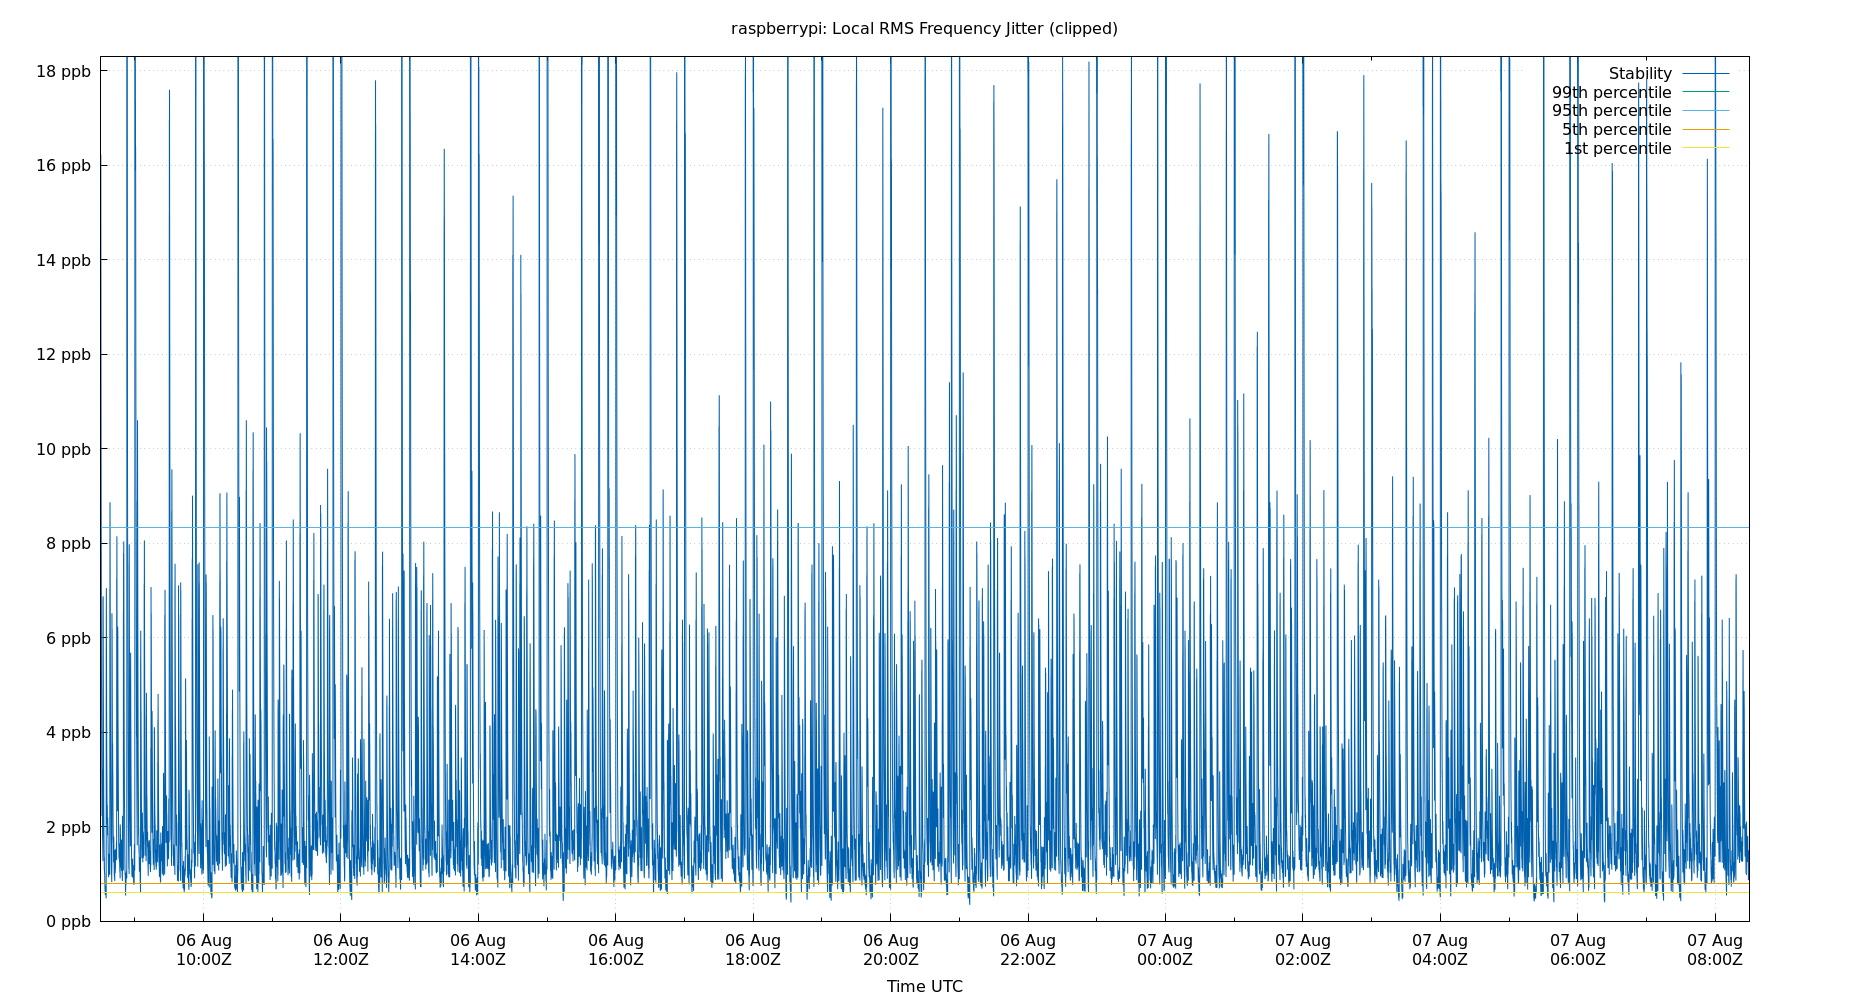 raspberrypi: Local RMS Frequency Jitter (clipped)
18 ppb
16 ppb
14 ppb
12 ppb
10 ppb
8 ppb
6 ppb
4 ppb
2 ppb
0 ppb
Stability
99th percentile
95th percentile
5th percentile
1st percentile
06 Aug 06 Aug 06 Aug 06 Aug 06 Aug 06 Aug 06 Aug 07 Aug 07 Aug 07 Aug 07 Aug 07 Aug
10:00Z 12:00Z 14:00Z 16:00Z 18:00Z 20:00Z 22:00Z 00:00Z 02:00Z 04:00Z 06:00Z 08:00Z
Time UTC